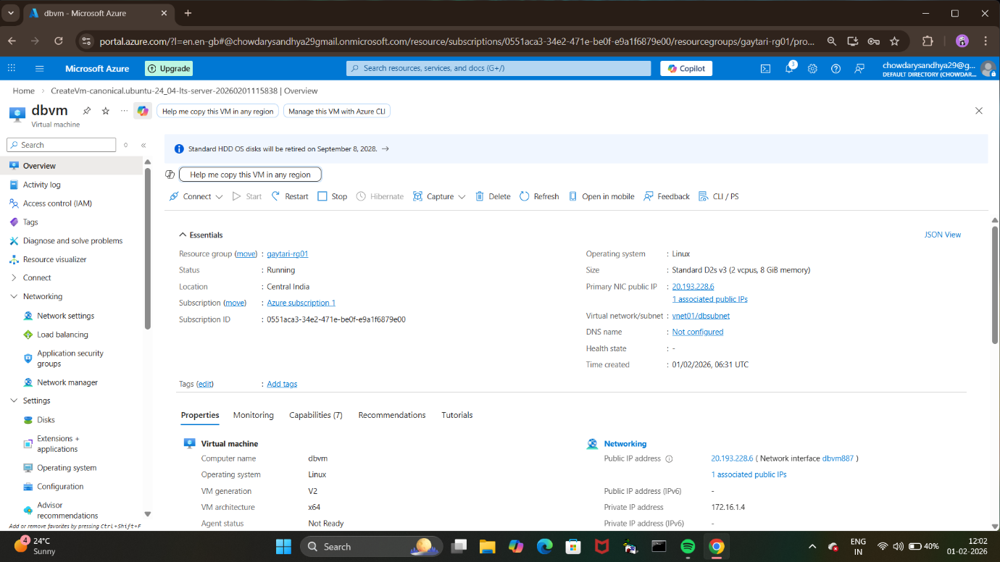 dbvm - Microsoft Azure
portal.azure.com/?l=en.en-gb#@chowdarysandhya29gmail.onmicrosoft.com/resource/subscriptions/0551aca3-34e2-471e-be0f-e9a1f6879e00/resourcegroups/gaytari-rg01/pro...
Microsoft Azure
Upgrade
Search resources, services, and docs (G+/)
Copilot
3
chowdarysandhya29@g...
DEFAULT DIRECTORY (CHOWDAR...
Home > CreateVm-canonical.ubuntu-24_04-lts-server-20260201115838 | Overview
dbvm
Virtual machine
Help me copy this VM in any region
Manage this VM with Azure CLI
Search
Overview
Activity log
Access control (IAM)
Tags
Diagnose and solve problems
Resource visualizer
Connect
Networking
Network settings
Load balancing
Application security
groups
Network manager
Settings
Disks
Extensions +
applications
Operating system
Configuration
Advisor
recommendations
Add or remove favorites by pressing Ctrl+Shift+F
Standard HDD OS disks will be retired on September 8, 2028.
Help me copy this VM in any region
Connect Start Restart Stop Hibernate Capture Delete Refresh Open in mobile Feedback CLI / PS
Essentials
JSON View
Resource group (move) : gaytari-rg01
Status : Running
Location : Central India
Subscription (move) : Azure subscription 1
Subscription ID : 0551aca3-34e2-471e-be0f-e9a1f6879e00
Operating system : Linux
Size : Standard D2s v3 (2 vcpus, 8 GiB memory)
Primary NIC public IP : 20.193.228.6
1 associated public IPs
Virtual network/subnet : vnet01/dbsubnet
DNS name : Not configured
Health state : -
Time created : 01/02/2026, 06:31 UTC
Tags (edit) : Add tags
Properties Monitoring Capabilities (7) Recommendations Tutorials
Virtual machine
Computer name dbvm
Operating system Linux
VM generation V2
VM architecture x64
Agent status Not Ready
Networking
Public IP address 20.193.228.6 ( Network interface dbvm887 )
1 associated public IPs
Public IP address (IPv6) -
Private IP address 172.16.1.4
Private IP address (IPv6) -
4
24°C
Sunny
Search
ENG
IN
40%
12:02
01-02-2026